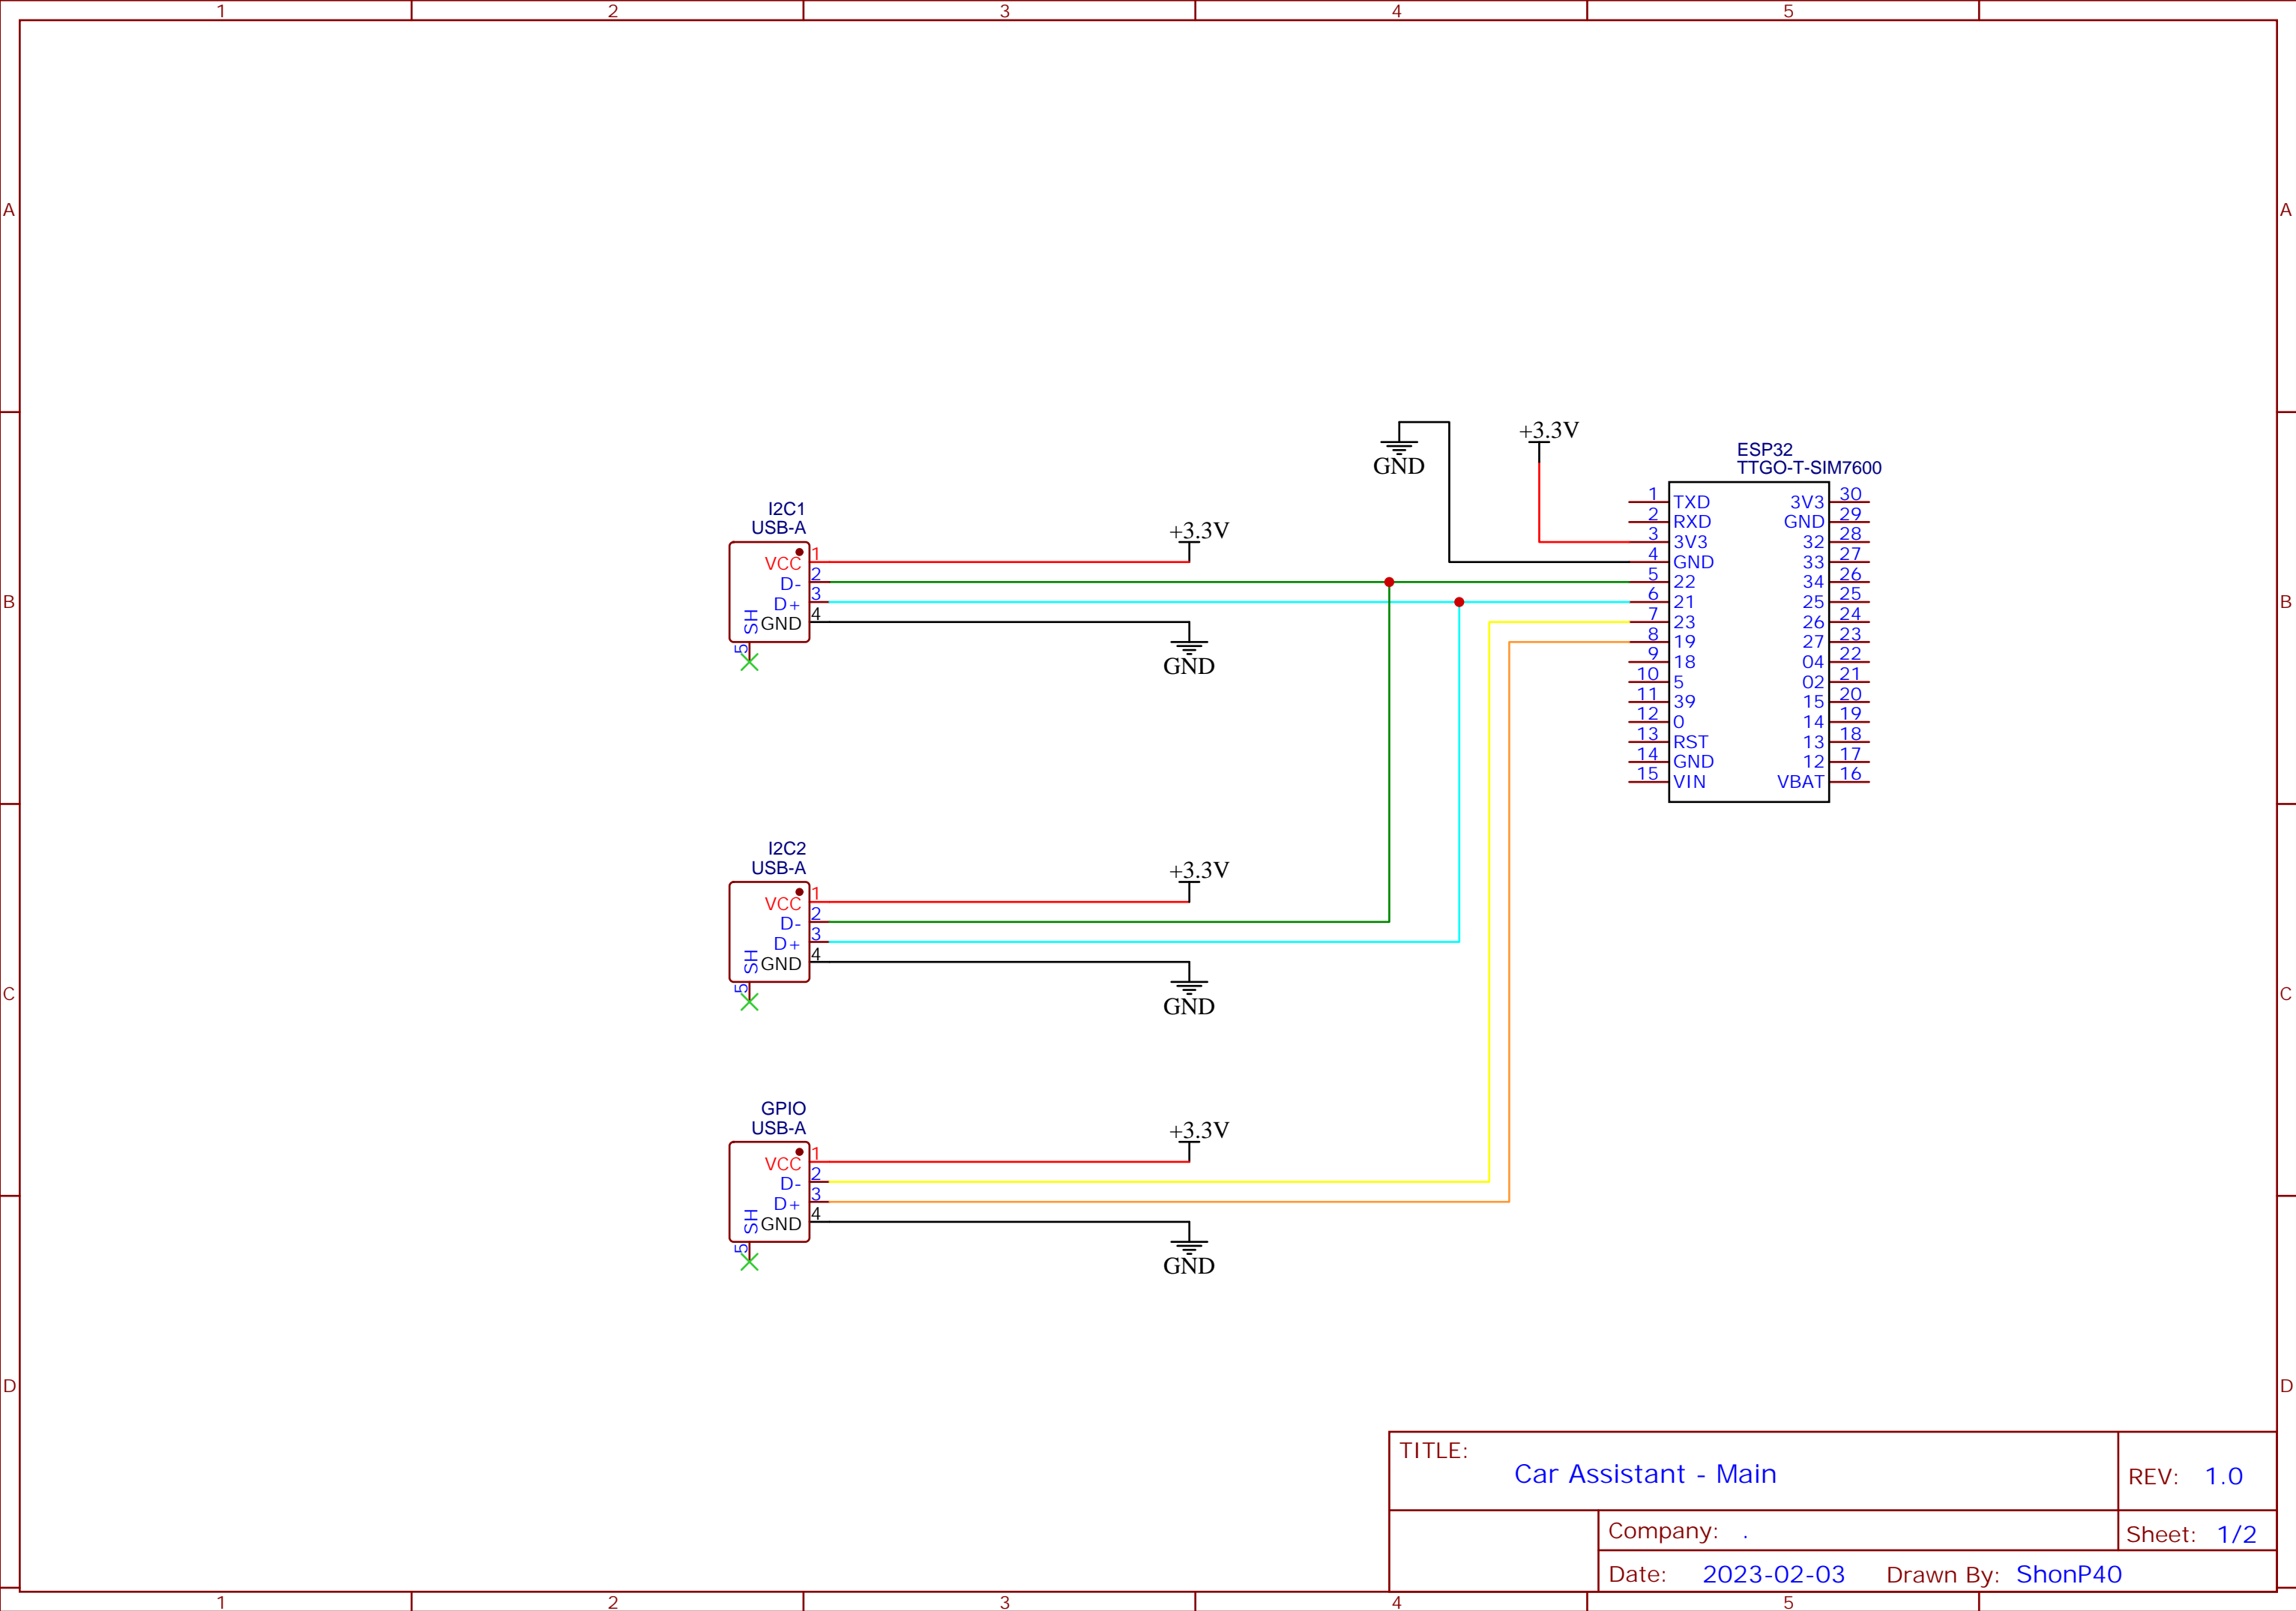 1 2 3 4 5
A A
B B
C C
D D
+3.3V
GND
ESP32
TTGO-T-SIM7600
1 TXD 3V3 30
2 RXD GND 29
3 3V3 32 28
4 GND 33 27
5 22 34 26
6 21 25 25
7 23 26 24
8 19 27 23
9 18 04 22
10 5 02 21
11 39 15 20
12 0 14 19
13 RST 13 18
14 GND 12 17
15 VIN VBAT 16
I2C1
USB-A
+3.3V
VCC 1
D- 2
D+ 3
GND 4
SH 5
GND
I2C2
USB-A
+3.3V
VCC 1
D- 2
D+ 3
GND 4
SH 5
GND
GPIO
USB-A
+3.3V
VCC 1
D- 2
D+ 3
GND 4
SH 5
GND
TITLE:
Car Assistant - Main
REV: 1.0
Company: .
Sheet: 1/2
Date: 2023-02-03 Drawn By: ShonP40
1 2 3 4 5